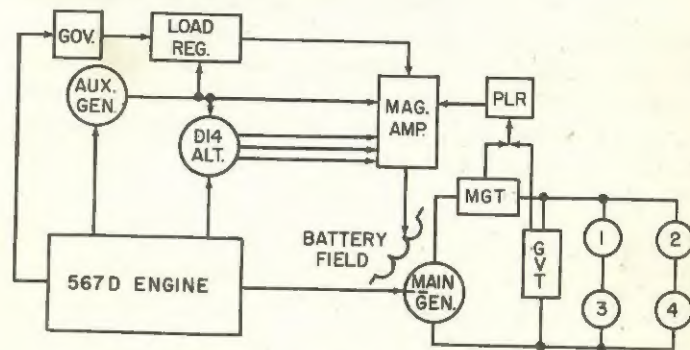 GOV.
LOAD
REG.
AUX.
GEN.
D14
ALT.
MAG.
AMP.
PLR
MGT
BATTERY
FIELD
567D ENGINE
MAIN
GEN.
G
V
T
1
2
3
4